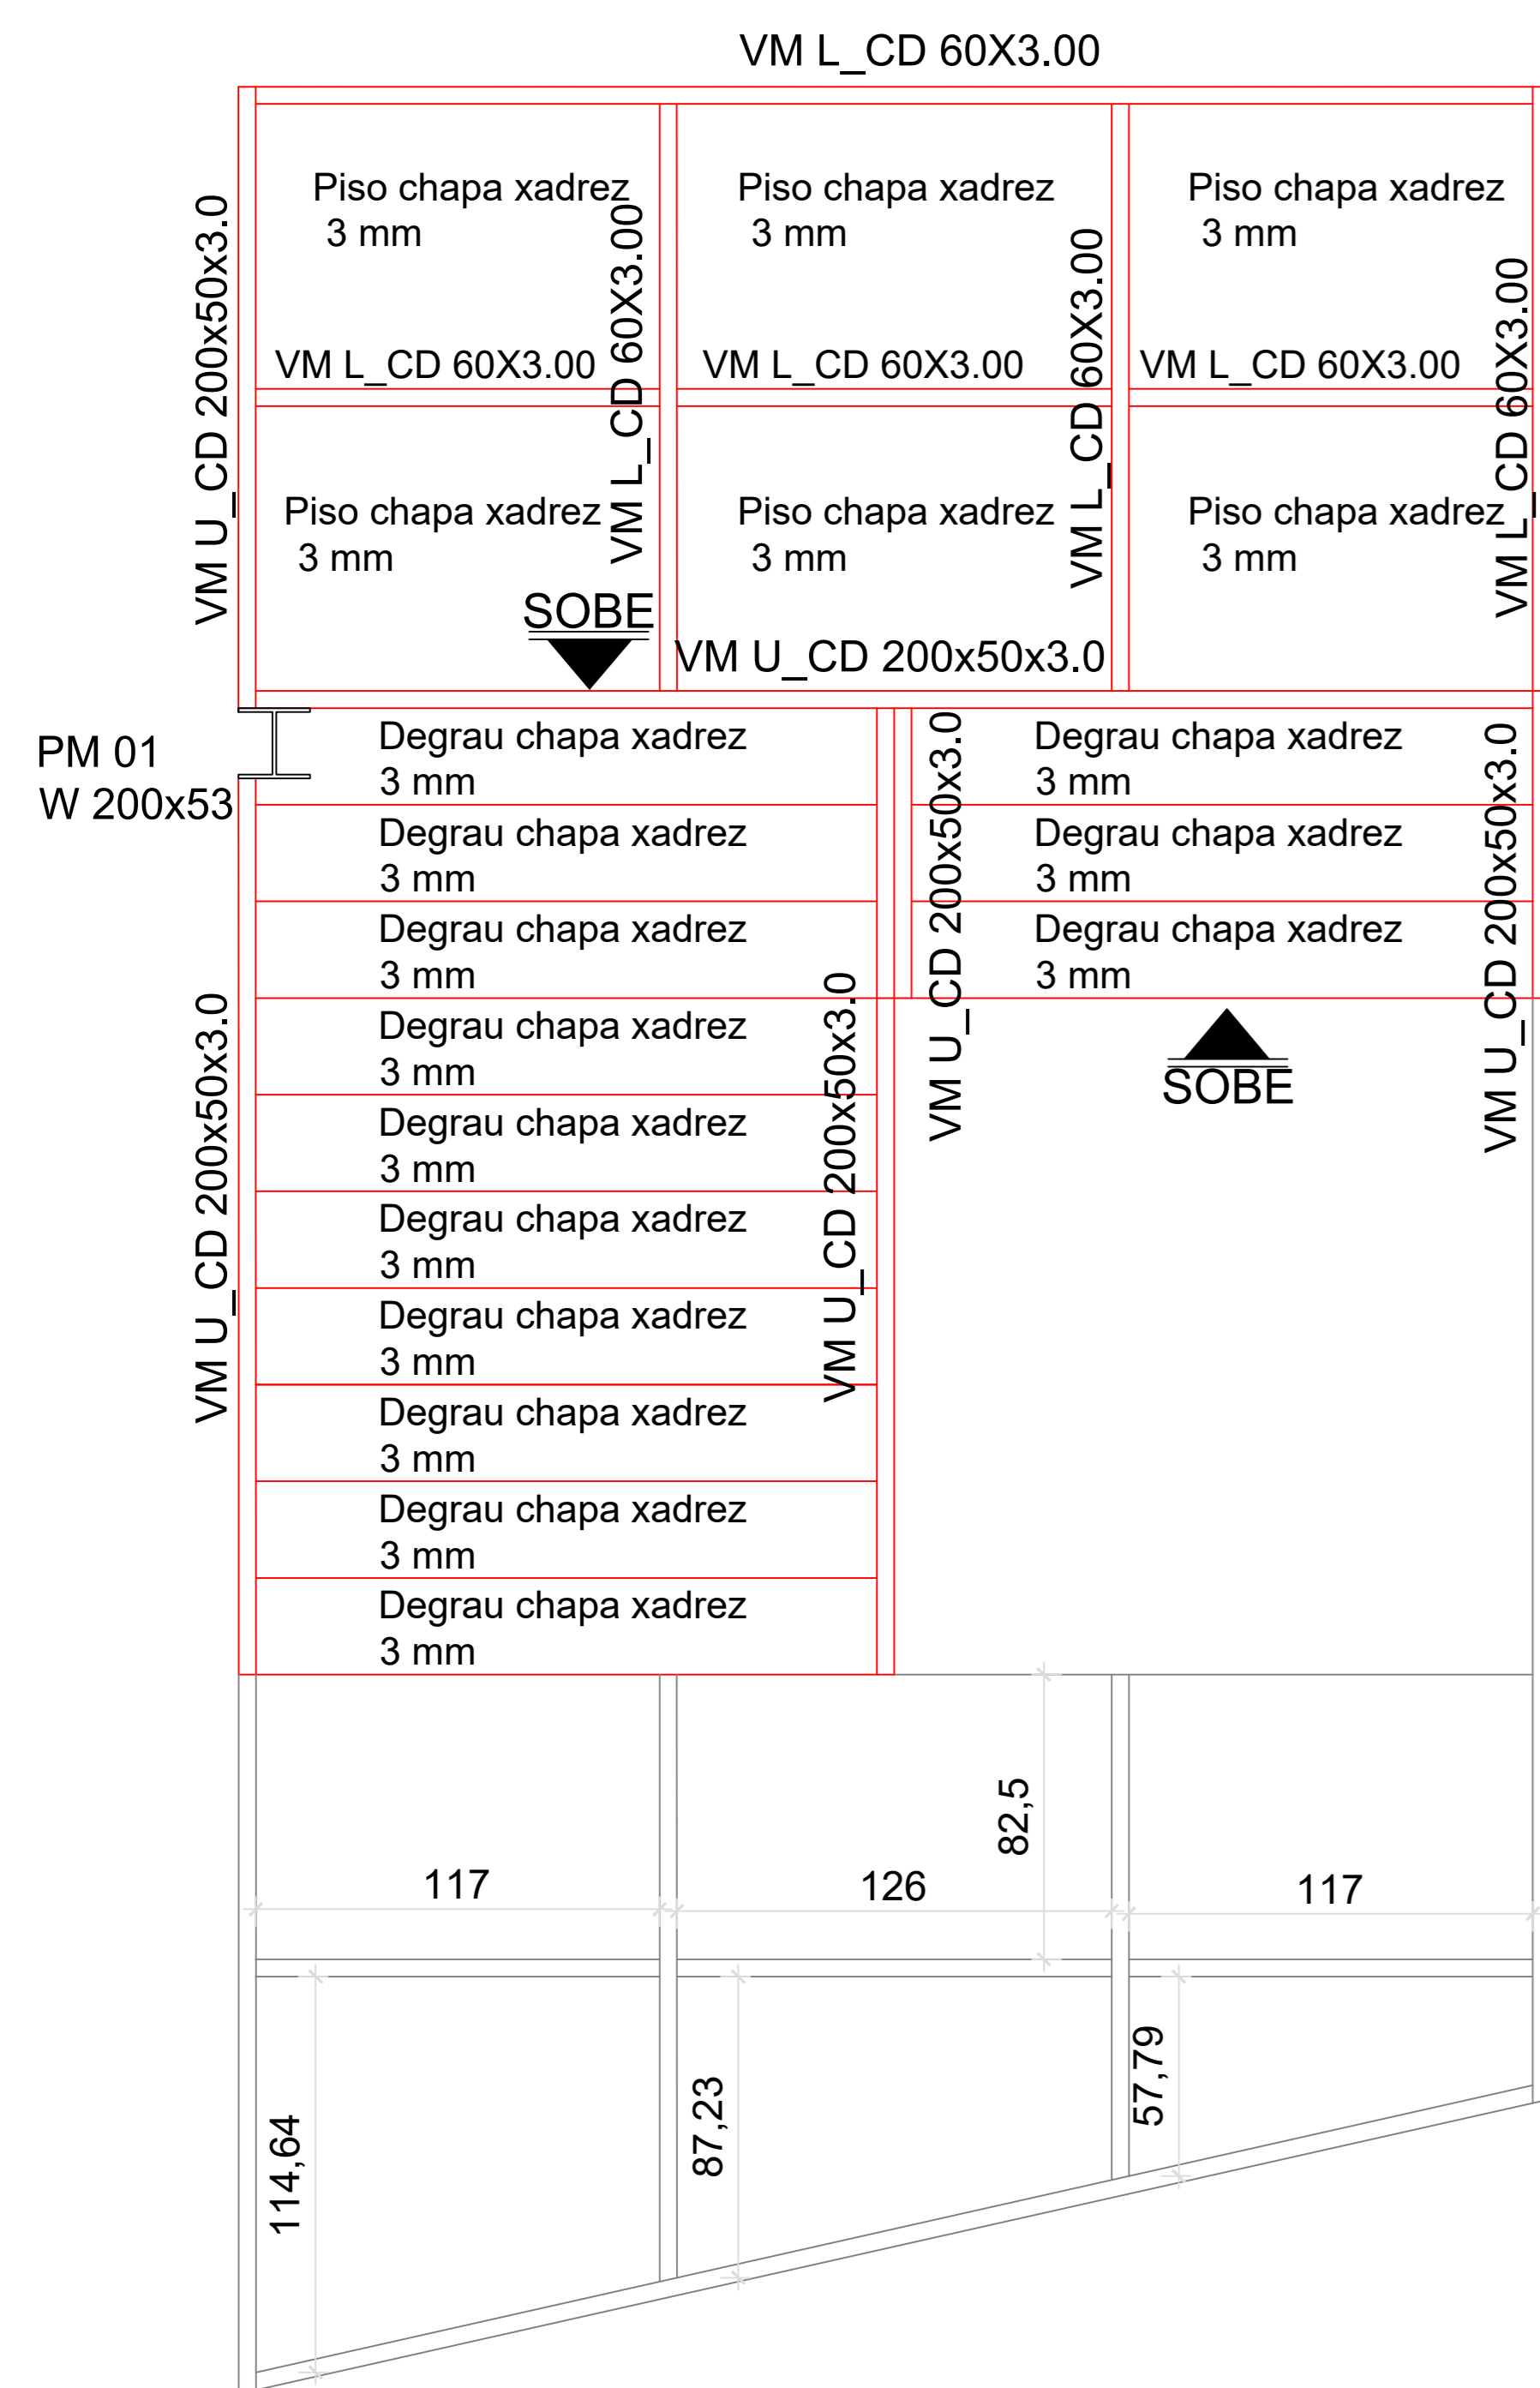 VM L_CD 60X3.00
Piso chapa xadrez
3 mm
Piso chapa xadrez
3 mm
Piso chapa xadrez
3 mm
VM U_CD 200x50x3.0
VM L_CD 60X3.00
VM L_CD 60X3.00
VM L_CD 60X3.00
VM L_CD 60X3.00
VM L_CD 60X3.00
VM L_CD 60X3.00
Piso chapa xadrez
3 mm
Piso chapa xadrez
3 mm
Piso chapa xadrez
3 mm
SOBE
VM U_CD 200x50x3.0
PM 01
W 200x53
Degrau chapa xadrez
3 mm
Degrau chapa xadrez
3 mm
Degrau chapa xadrez
3 mm
Degrau chapa xadrez
3 mm
Degrau chapa xadrez
3 mm
Degrau chapa xadrez
3 mm
Degrau chapa xadrez
3 mm
Degrau chapa xadrez
3 mm
Degrau chapa xadrez
3 mm
Degrau chapa xadrez
3 mm
VM U_CD 200x50x3.0
VM U_CD 200x50x3.0
VM U_CD 200x50x3.0
Degrau chapa xadrez
3 mm
Degrau chapa xadrez
3 mm
Degrau chapa xadrez
3 mm
VM U_CD 200x50x3.0
SOBE
82,5
117
126
117
114,64
87,23
57,79